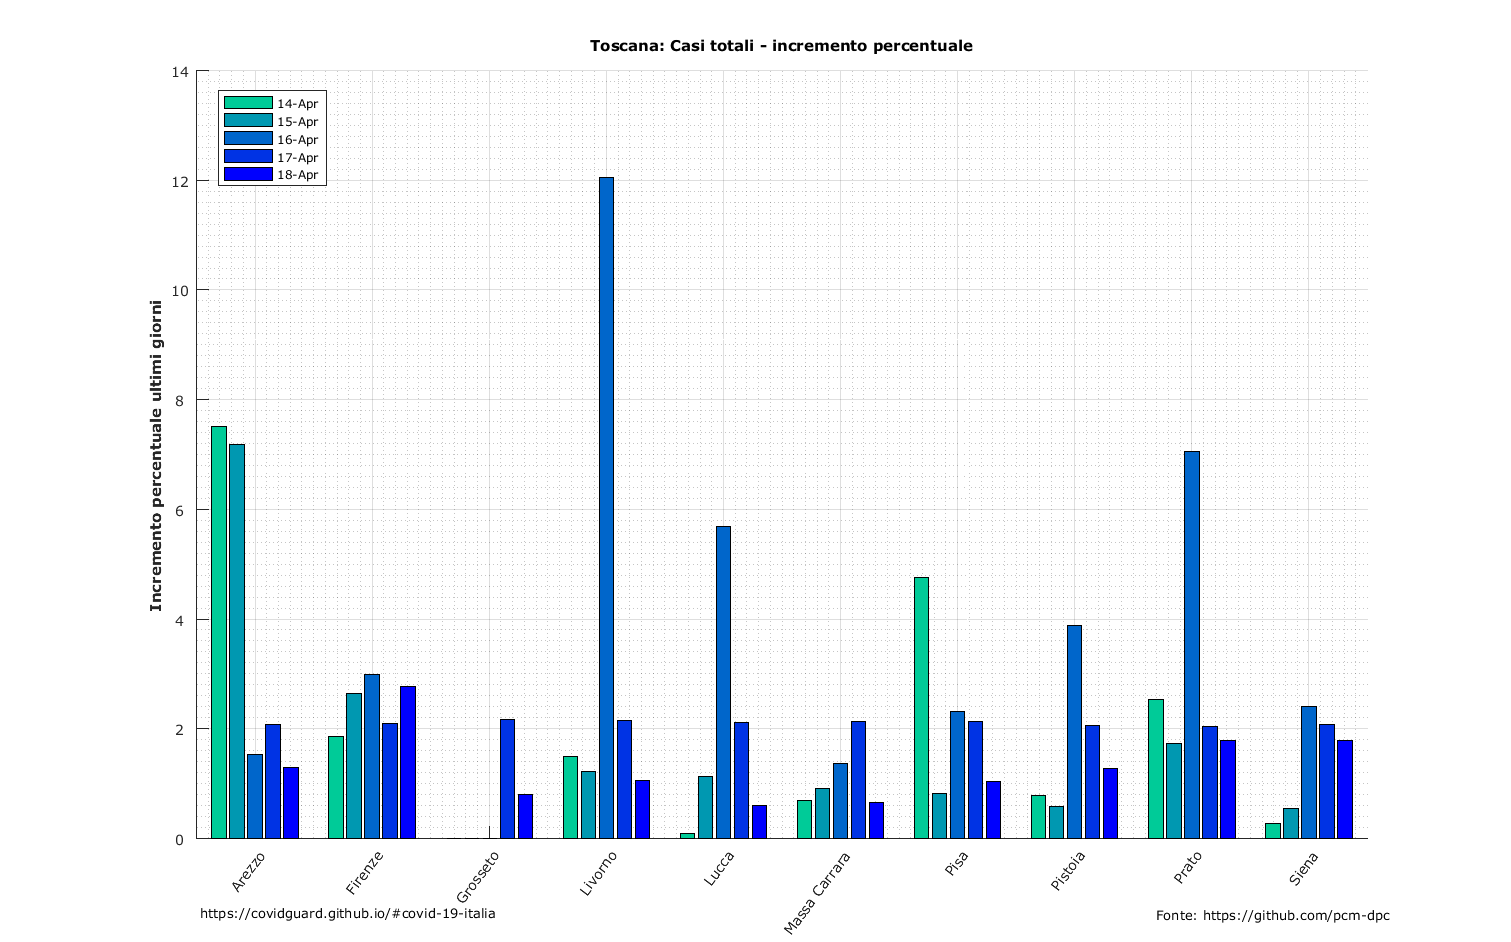 Toscana: Casi totali - incremento percentuale
14
12
10
8
6
4
2
0
Incremento percentuale ultimi giorni
14-Apr
15-Apr
16-Apr
17-Apr
18-Apr
Arezzo
Firenze
Grosseto
Livorno
Lucca
Massa Carrara
Pisa
Pistoia
Prato
Siena
https://covidguard.github.io/#covid-19-italia
Fonte: https://github.com/pcm-dpc